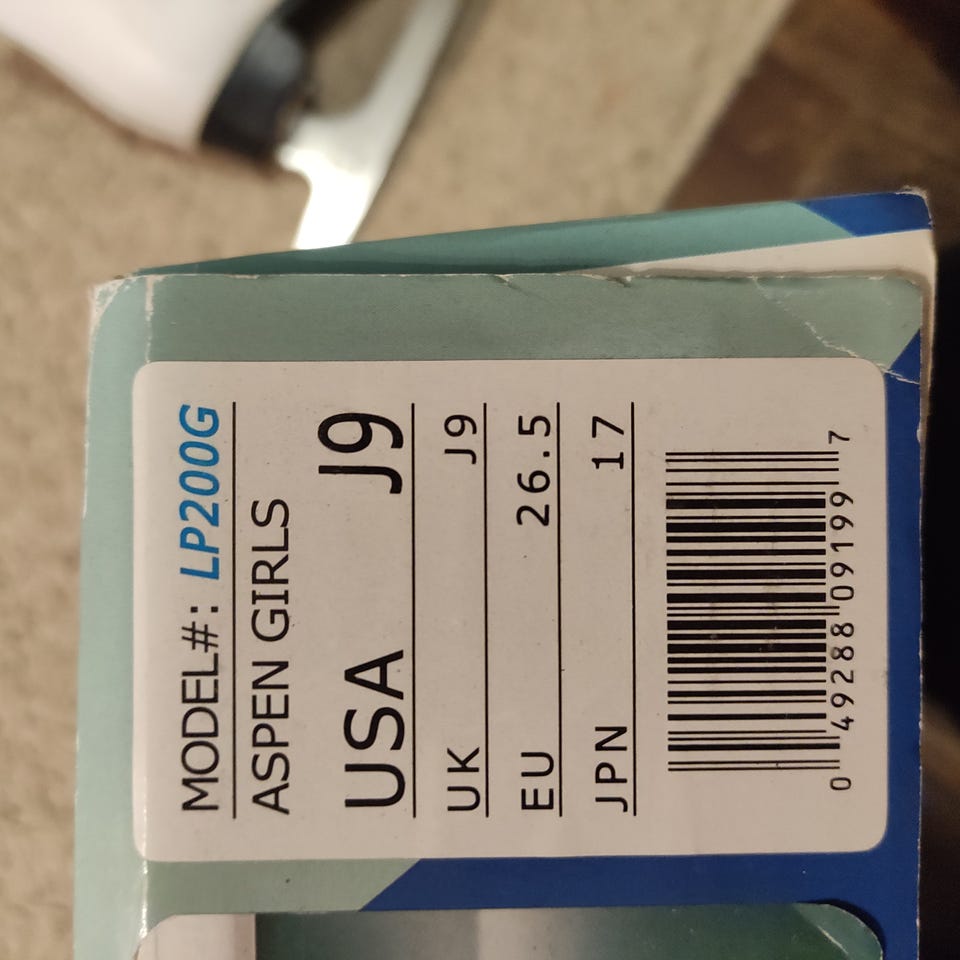 MODEL#: LP200G
ASPEN GIRLS
USA J9
UK J9
EU 26.5
JPN 17
0 49288 09199 7